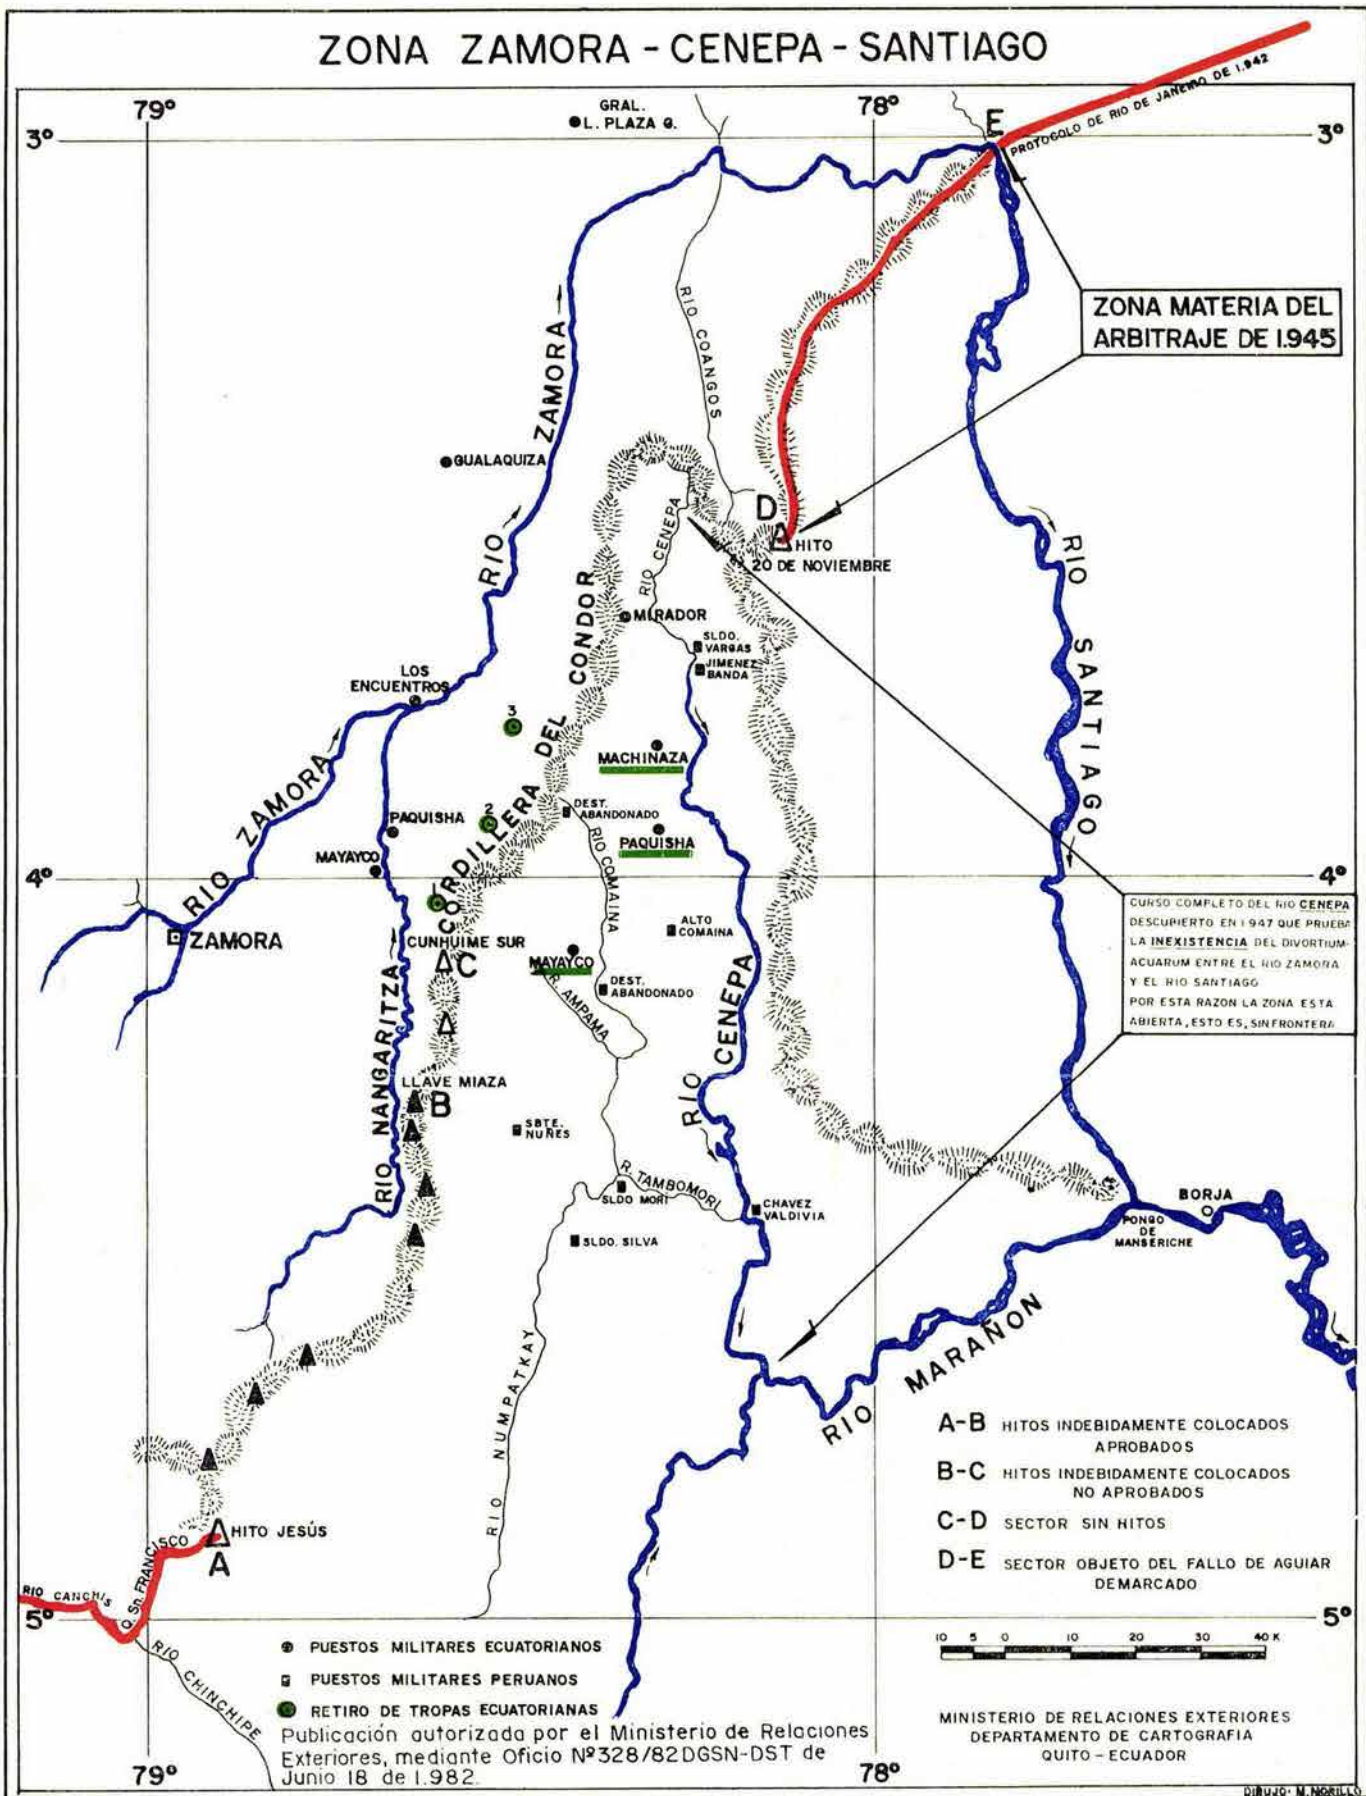 ZONA ZAMORA - CENEPA - SANTIAGO
79°
78°
3°
3°
GRAL.
L. PLAZA G.
E
PROTOCOLO DE RIO DE JANEIRO DE 1.942
ZONA MATERIA DEL
ARBITRAJE DE 1.945
RIO COANGOS
RIO ZAMORA
GUALAQUIZA
D
HITO
20 DE NOVIEMBRE
RIO CENEPA
MIRADOR
SLDO.
VARGAS
JIMENEZ
BANDA
RIO SANTIAGO
LOS
ENCUENTROS
3
CORDILLERA DEL CONDOR
MACHINAZA
DEST.
ABANDONADO
RIO ZAMORA
PAQUISHA
2
PAQUISHA
MAYAYCO
RIO COMAINA
4°
4°
1
ZAMORA
CUNHUIME SUR
C
ALTO
COMAINA
MAYAYCO
R. AMPAMA
DEST.
ABANDONADO
CURSO COMPLETO DEL RIO CENEPA
DESCUBIERTO EN 1947 QUE PRUEBA
LA INEXISTENCIA DEL DIVORTIUM-
ACUARUM ENTRE EL RIO ZAMORA
Y EL RIO SANTIAGO
POR ESTA RAZON LA ZONA ESTA
ABIERTA, ESTO ES, SIN FRONTERA
RIO NANGARITZA
LLAVE MIAZA
B
RIO CENEPA
SBTE.
NUÑES
R. TAMBOMORI
SLDO MORI
CHAVEZ
VALDIVIA
SLDO. SILVA
BORJA
PONGO
DE
MANSERICHE
RIO MARAÑON
RIO NUMPATKAY
A-B HITOS INDEBIDAMENTE COLOCADOS
APROBADOS
B-C HITOS INDEBIDAMENTE COLOCADOS
NO APROBADOS
C-D SECTOR SIN HITOS
D-E SECTOR OBJETO DEL FALLO DE AGUIAR
DEMARCADO
HITO JESÚS
A
Q. Sn. FRANCISCO
RIO CANCHIS
5°
5°
RIO CHINCHIPE
10 5 0 10 20 30 40 K
PUESTOS MILITARES ECUATORIANOS
PUESTOS MILITARES PERUANOS
RETIRO DE TROPAS ECUATORIANAS
Publicación autorizada por el Ministerio de Relaciones
Exteriores, mediante Oficio Nº328/82DGSN-DST de
Junio 18 de 1.982.
MINISTERIO DE RELACIONES EXTERIORES
DEPARTAMENTO DE CARTOGRAFIA
QUITO - ECUADOR
79°
78°
DIBUJO: M. NORILLO